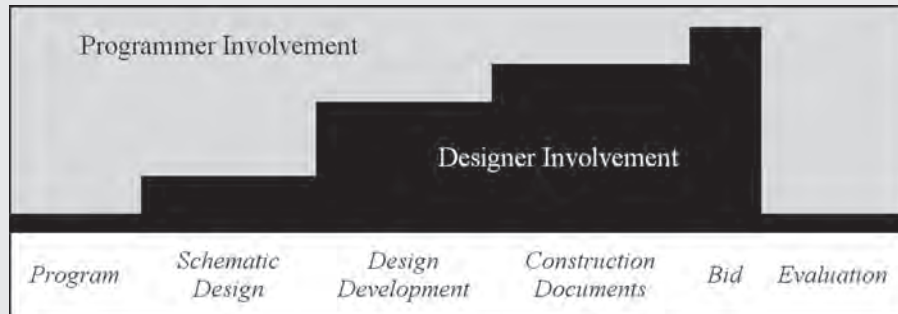 Programmer Involvement
Designer Involvement
Program
Schematic
Design
Design
Development
Construction
Documents
Bid
Evaluation